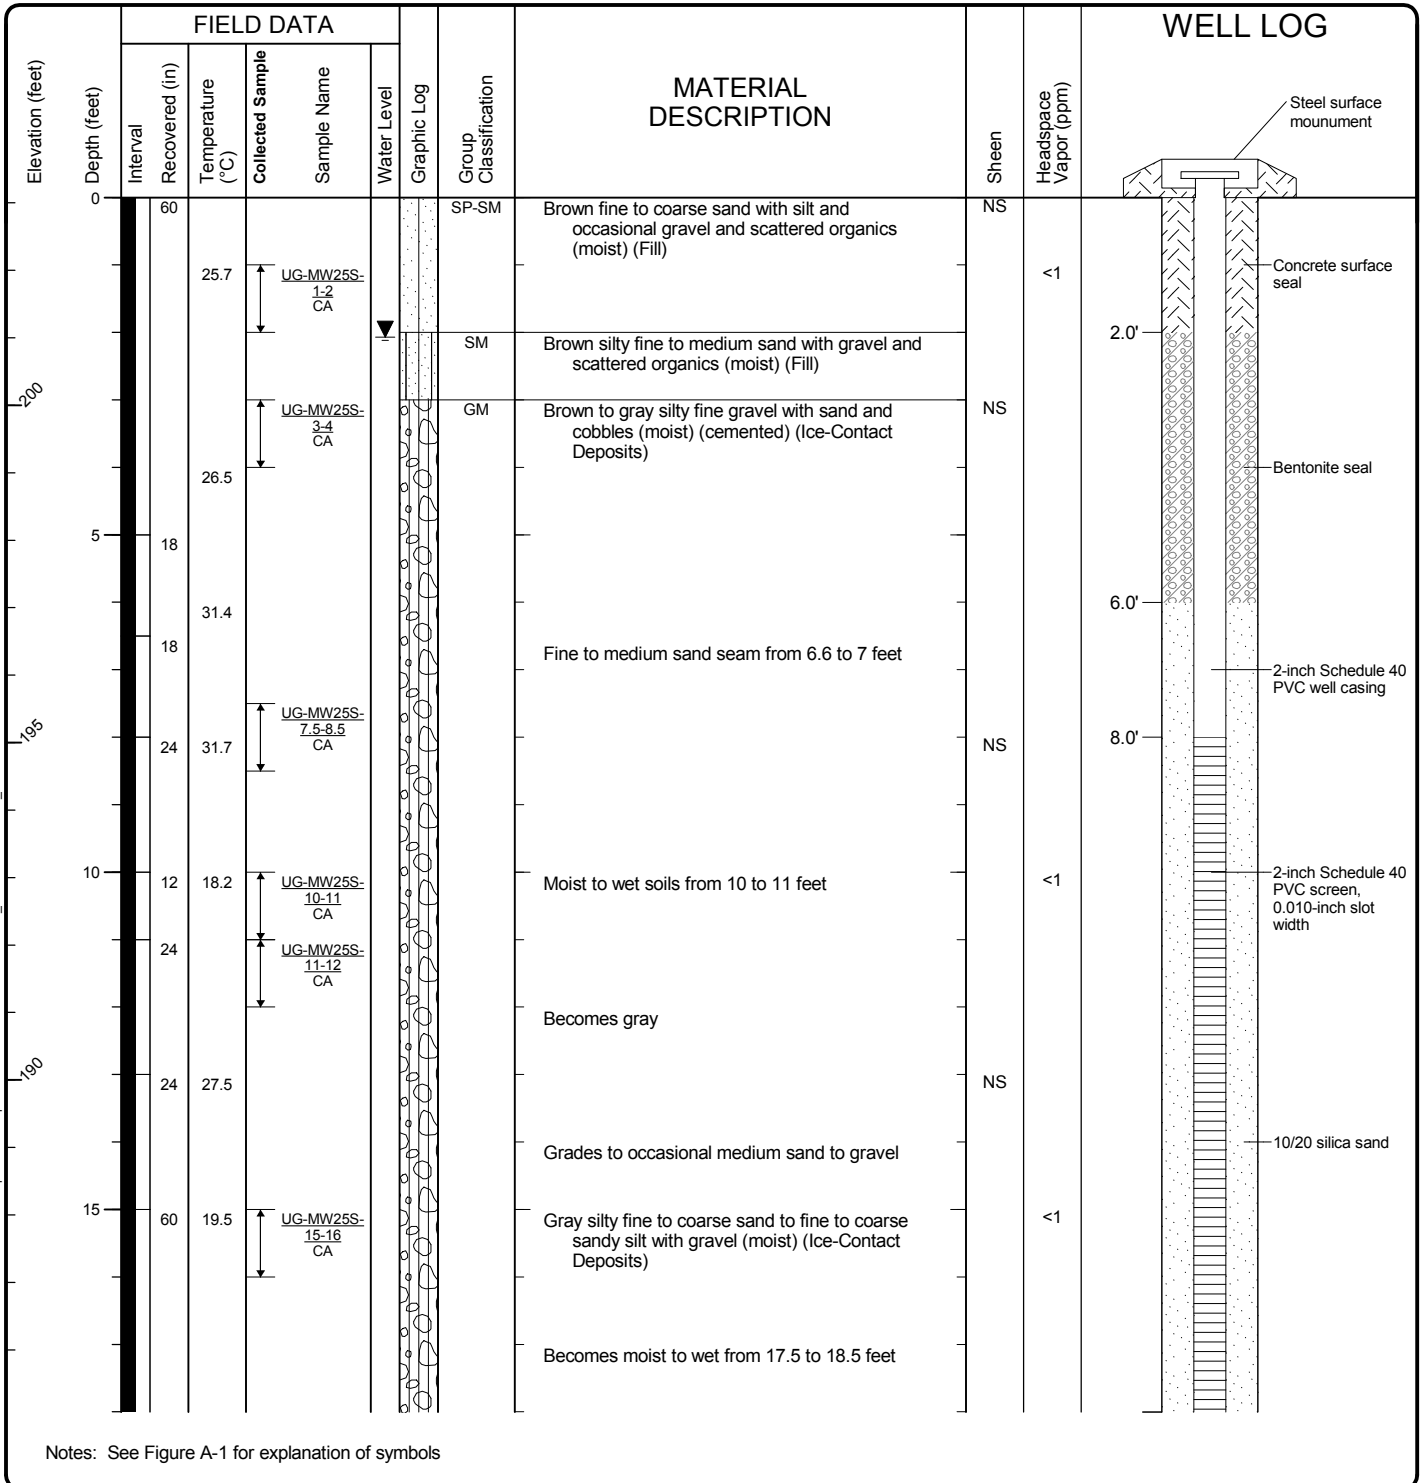 FIELD DATA
WELL LOG
Elevation (feet)
Depth (feet)
Interval
Recovered (in)
Temperature
(°C)
Collected Sample
Sample Name
Water Level
Graphic Log
Group
Classification
MATERIAL
DESCRIPTION
Sheen
Headspace
Vapor (ppm)
Steel surface
mounument
0
60
SP-SM
Brown fine to coarse sand with silt and
occasional gravel and scattered organics
(moist) (Fill)
NS
25.7
UG-MW25S-
1-2
CA
<1
Concrete surface
seal
2.0'
SM
Brown silty fine to medium sand with gravel and
scattered organics (moist) (Fill)
200
UG-MW25S-
3-4
CA
GM
Brown to gray silty fine gravel with sand and
cobbles (moist) (cemented) (Ice-Contact
Deposits)
NS
Bentonite seal
26.5
5
18
31.4
6.0'
18
Fine to medium sand seam from 6.6 to 7 feet
2-inch Schedule 40
PVC well casing
195
UG-MW25S-
7.5-8.5
CA
24
31.7
NS
8.0'
10
12
18.2
UG-MW25S-
10-11
CA
Moist to wet soils from 10 to 11 feet
<1
2-inch Schedule 40
PVC screen,
0.010-inch slot
width
24
UG-MW25S-
11-12
CA
Becomes gray
190
24
27.5
NS
Grades to occasional medium sand to gravel
10/20 silica sand
15
60
19.5
UG-MW25S-
15-16
CA
Gray silty fine to coarse sand to fine to coarse
sandy silt with gravel (moist) (Ice-Contact
Deposits)
<1
Becomes moist to wet from 17.5 to 18.5 feet
Notes: See Figure A-1 for explanation of symbols